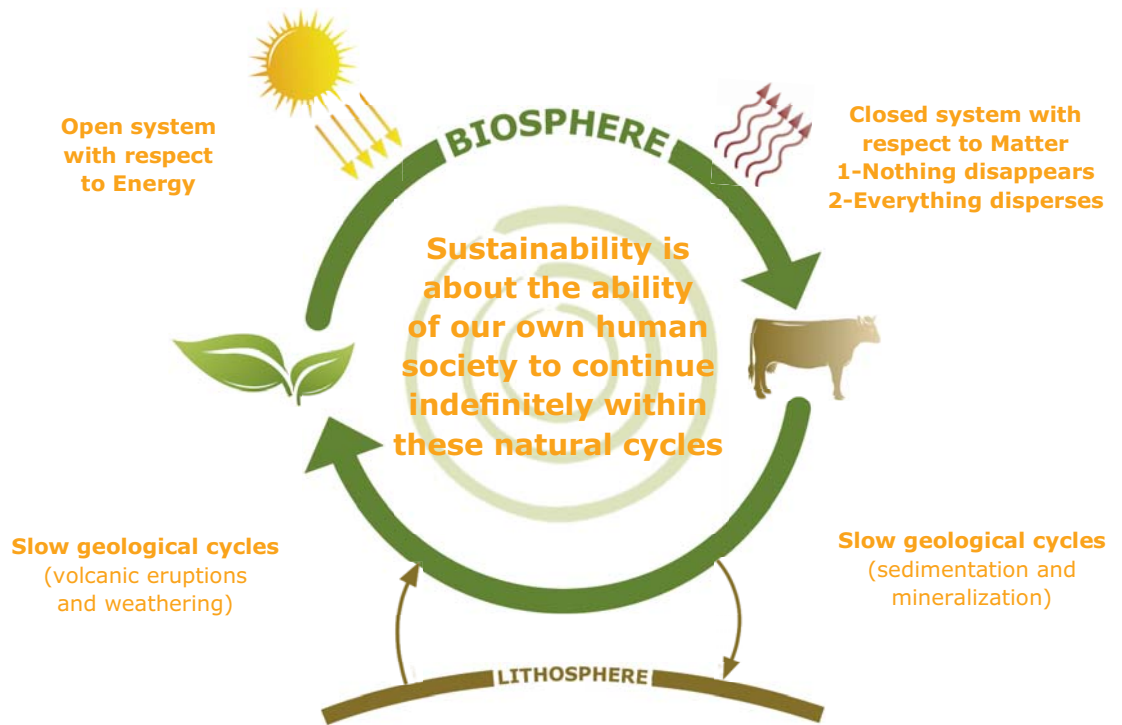 BIOSPHERE
Open system
with respect
to Energy
Closed system with
respect to Matter
1-Nothing disappears
2-Everything disperses
Sustainability is
about the ability
of our own human
society to continue
indefinitely within
these natural cycles
Slow geological cycles
(volcanic eruptions
and weathering)
Slow geological cycles
(sedimentation and
mineralization)
LITHOSPHERE